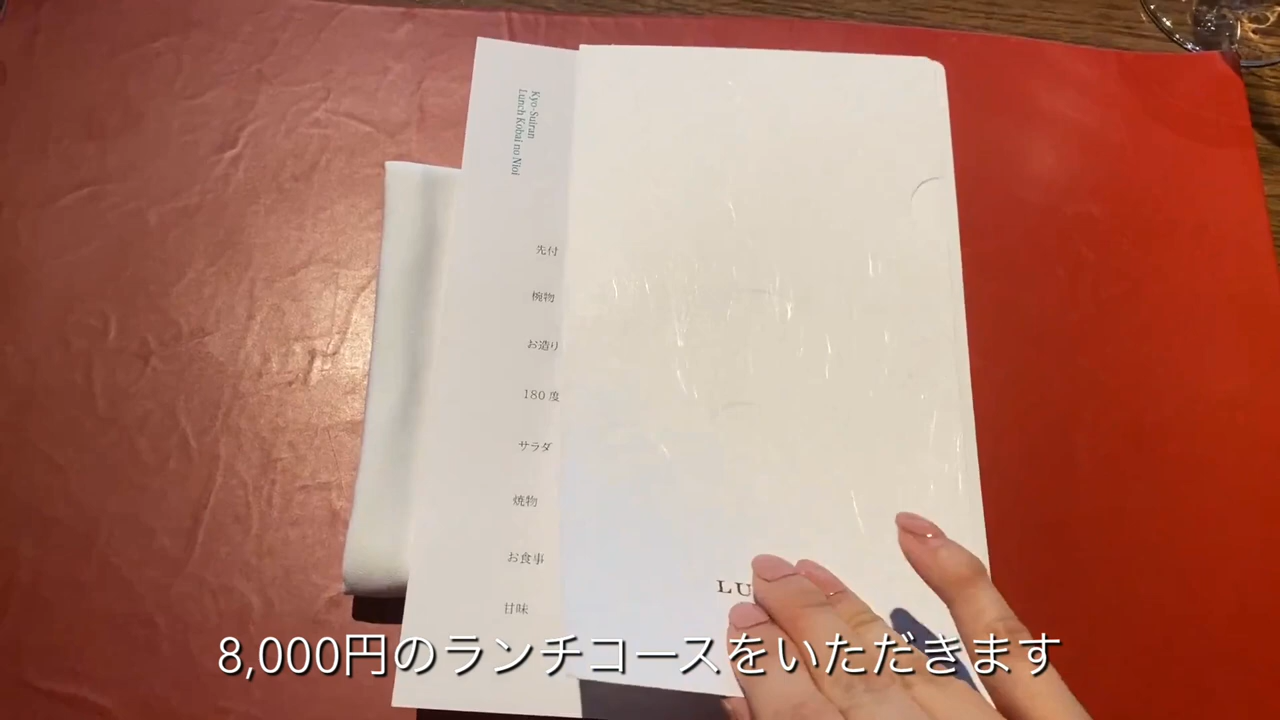 Kyo-Suiran
Lunch Kobai no Nioi
先付
椀物
お造り
180度
サラダ
焼物
お食事
甘味
LU
8,000円のランチコースをいただきます